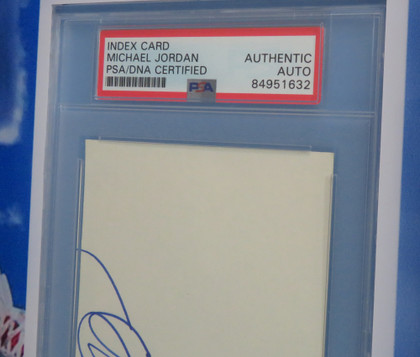 INDEX CARD
MICHAEL JORDAN
PSA/DNA CERTIFIED
AUTHENTIC
AUTO
84951632
PSA